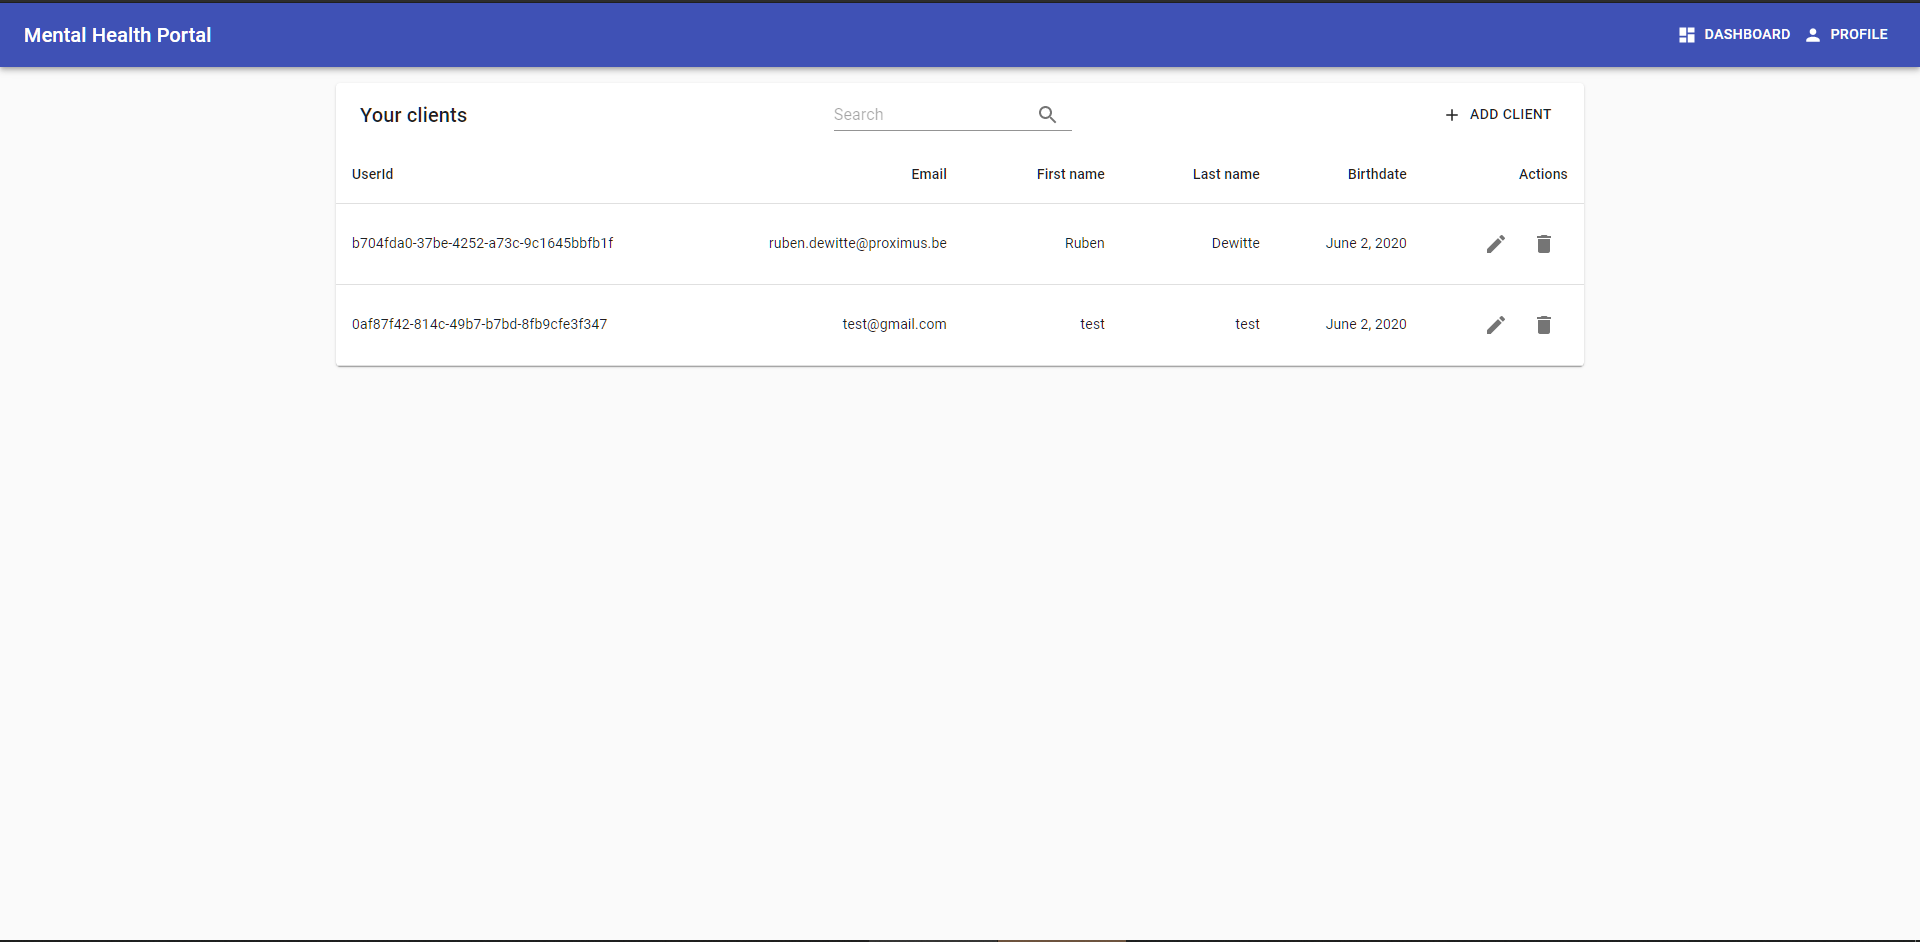 Mental Health Portal DASHBOARD PROFILE
Your clients Search ADD CLIENT
UserId Email First name Last name Birthdate Actions
b704fda0-37be-4252-a73c-9c1645bbfb1f ruben.dewitte@proximus.be Ruben Dewitte June 2, 2020
0af87f42-814c-49b7-b7bd-8fb9cfe3f347 test@gmail.com test test June 2, 2020